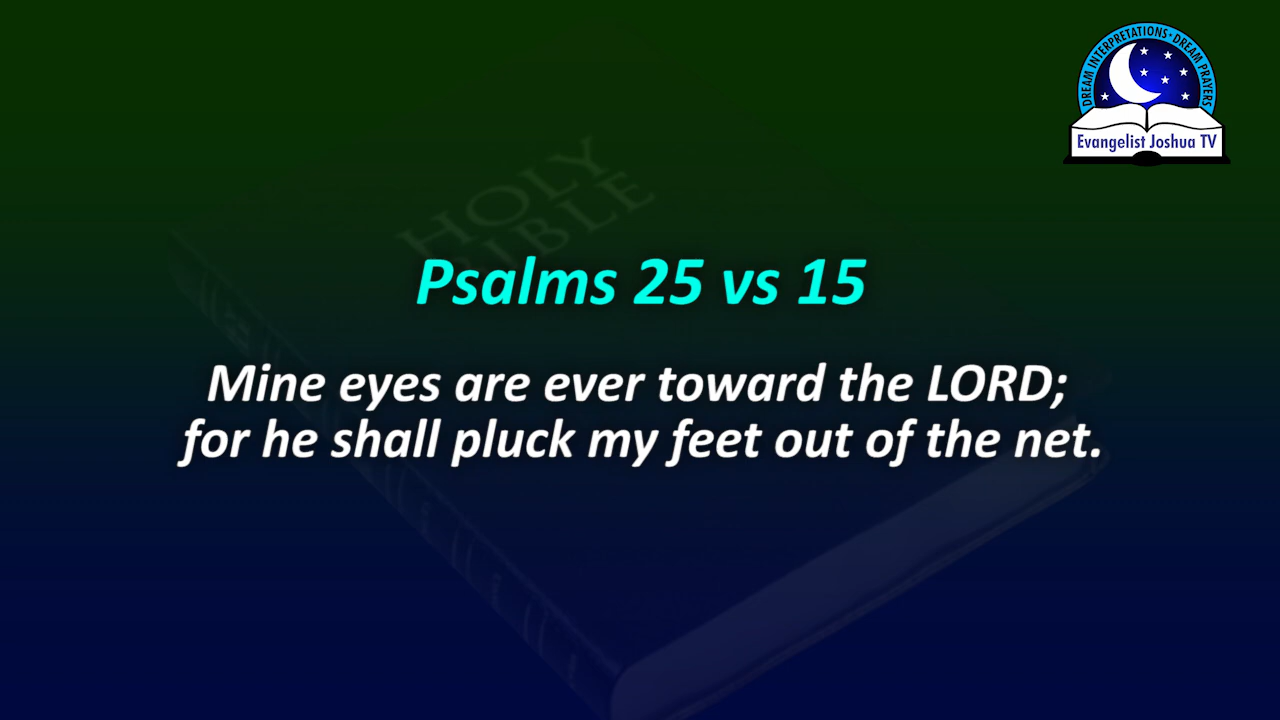 DREAM INTERPRETATIONS · DREAM PRAYERS
Evangelist Joshua TV
HOLY
BIBLE
Psalms 25 vs 15
Mine eyes are ever toward the LORD;
for he shall pluck my feet out of the net.